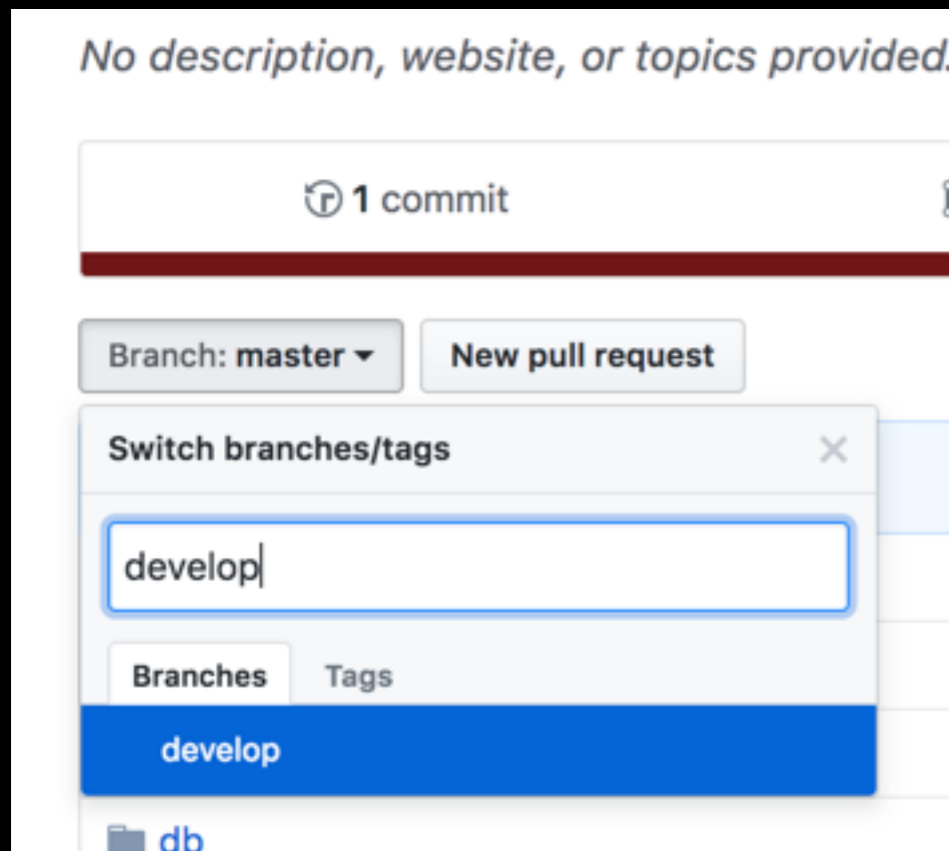 No description, website, or topics provided.
1 commit
Branch: master
New pull request
Switch branches/tags
develop
Branches Tags
develop
db